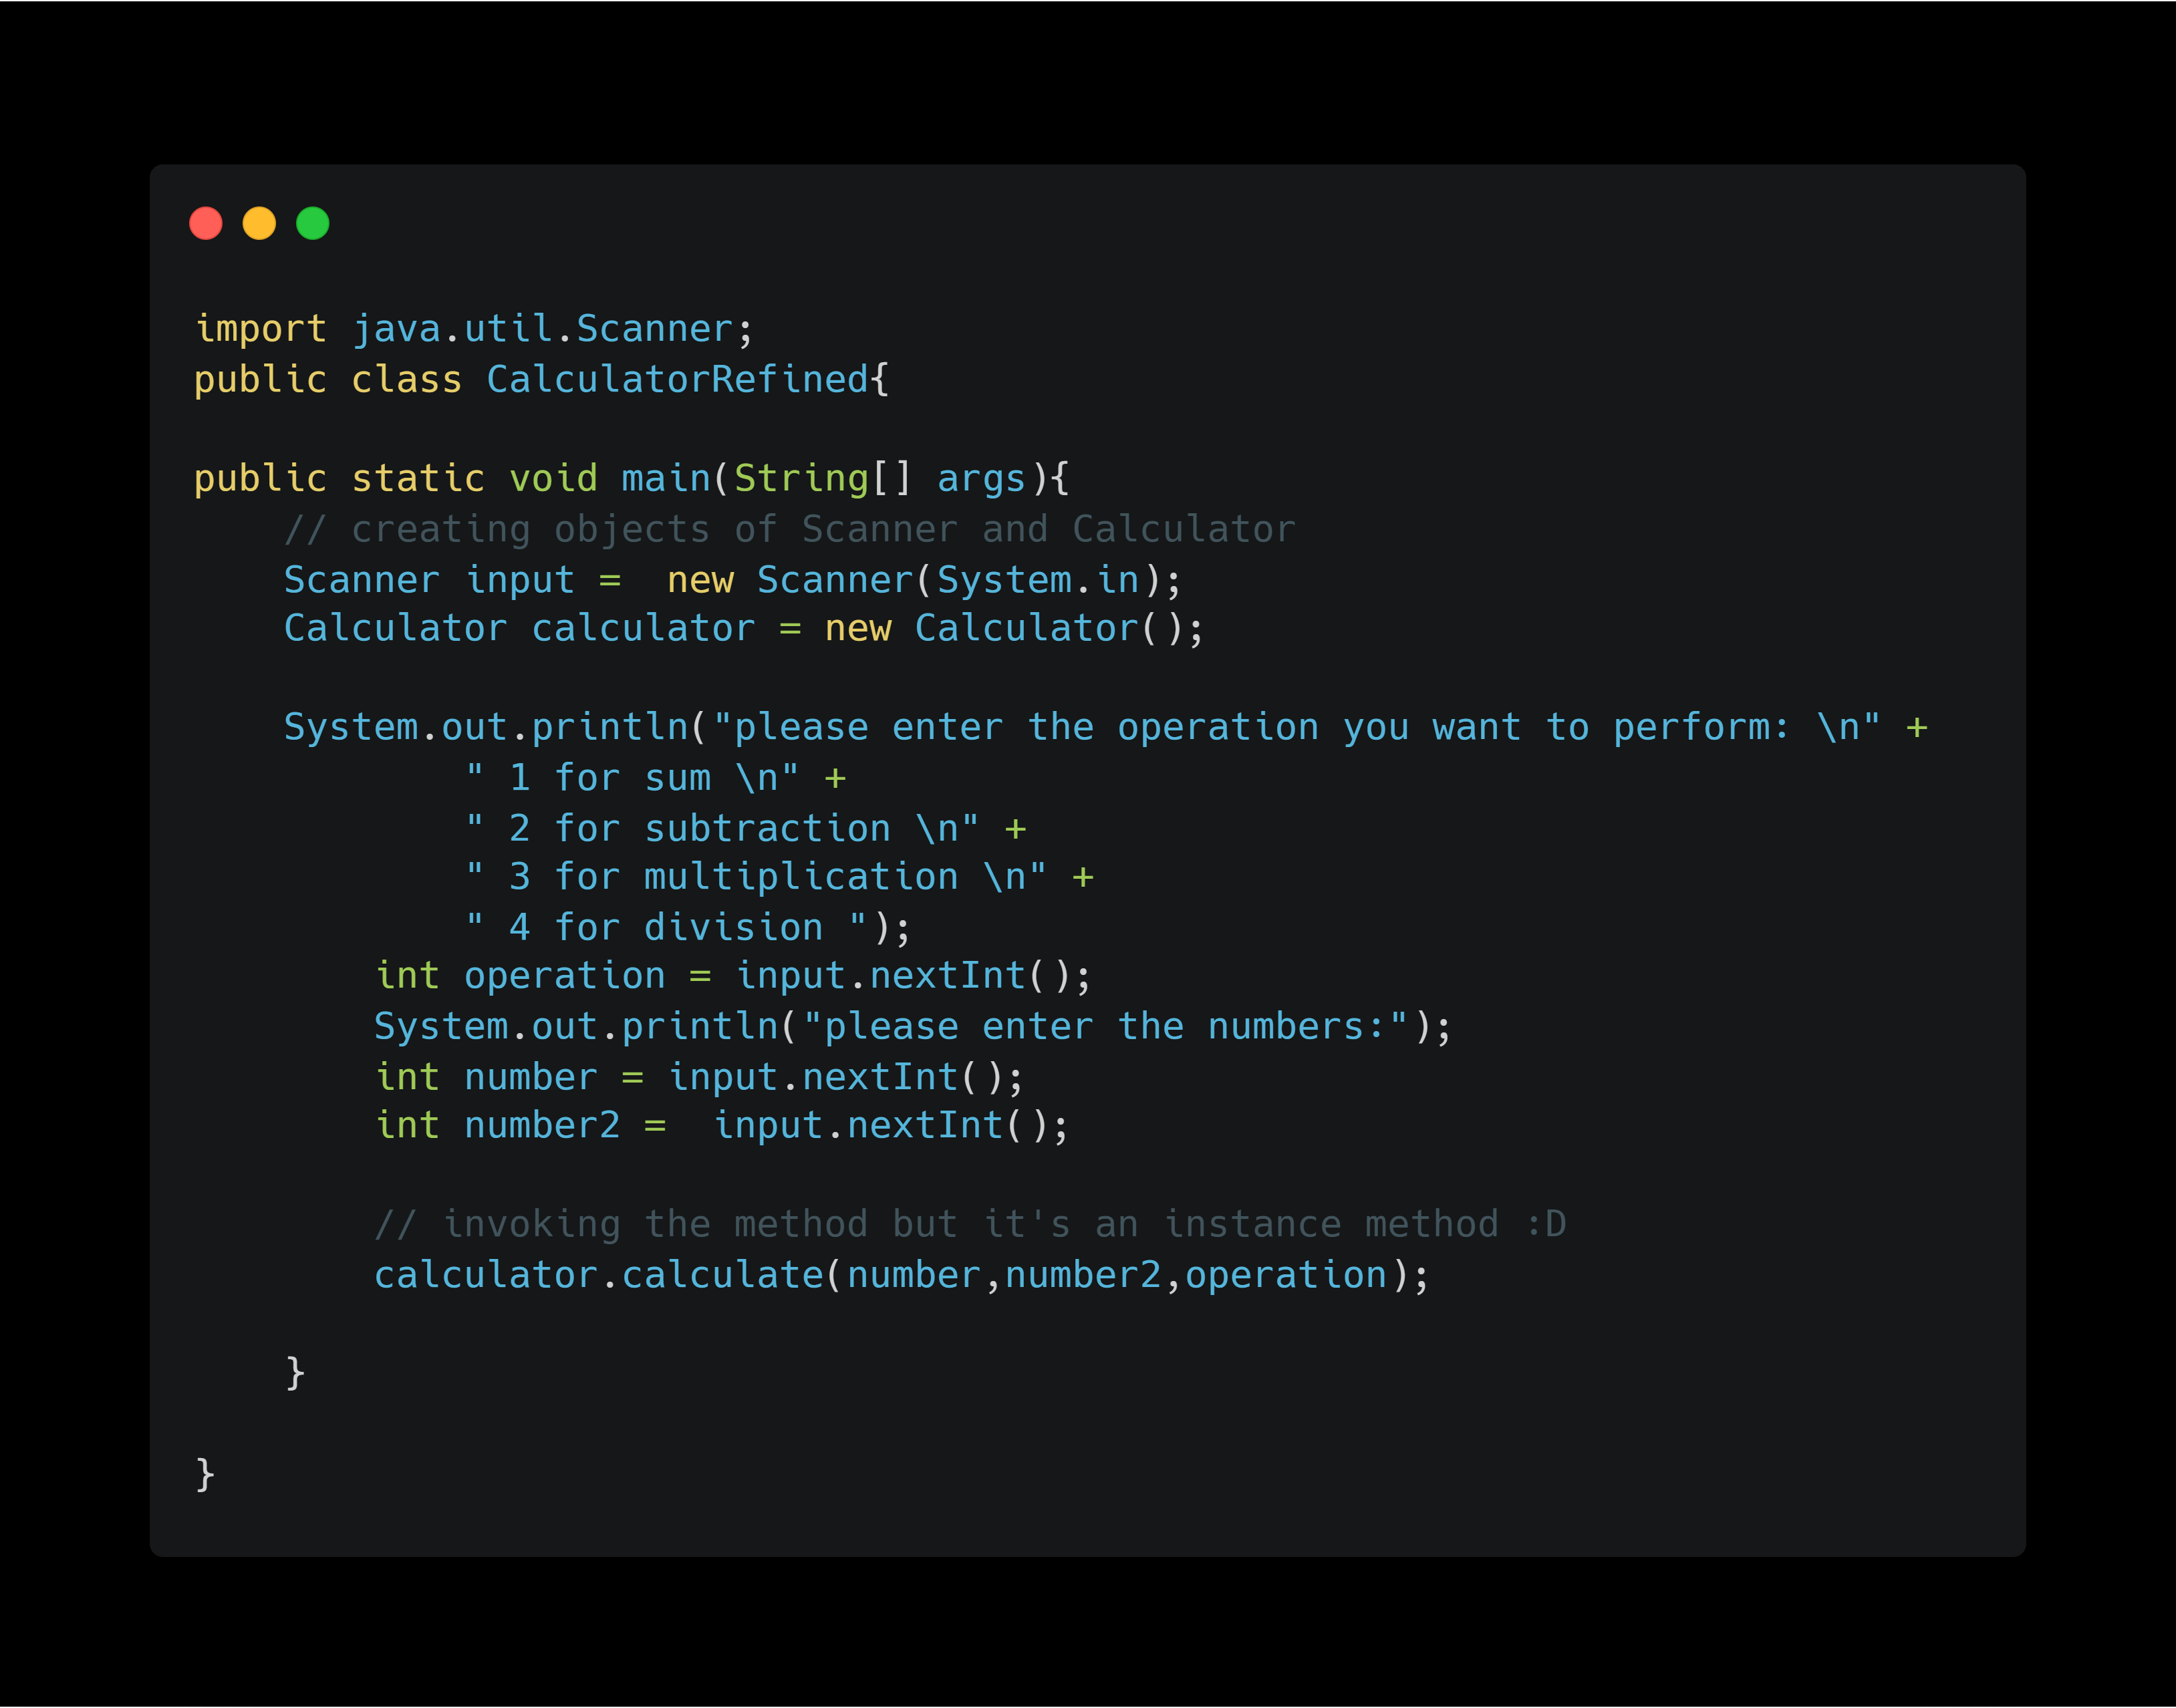 import java.util.Scanner;
public class CalculatorRefined{
public static void main(String[] args){
// creating objects of Scanner and Calculator
Scanner input =  new Scanner(System.in);
Calculator calculator = new Calculator();
System.out.println("please enter the operation you want to perform: \n" +
" 1 for sum \n" +
" 2 for subtraction \n" +
" 3 for multiplication \n" +
" 4 for division ");
int operation = input.nextInt();
System.out.println("please enter the numbers:");
int number = input.nextInt();
int number2 =  input.nextInt();
// invoking the method but it's an instance method :D
calculator.calculate(number,number2,operation);
}
}